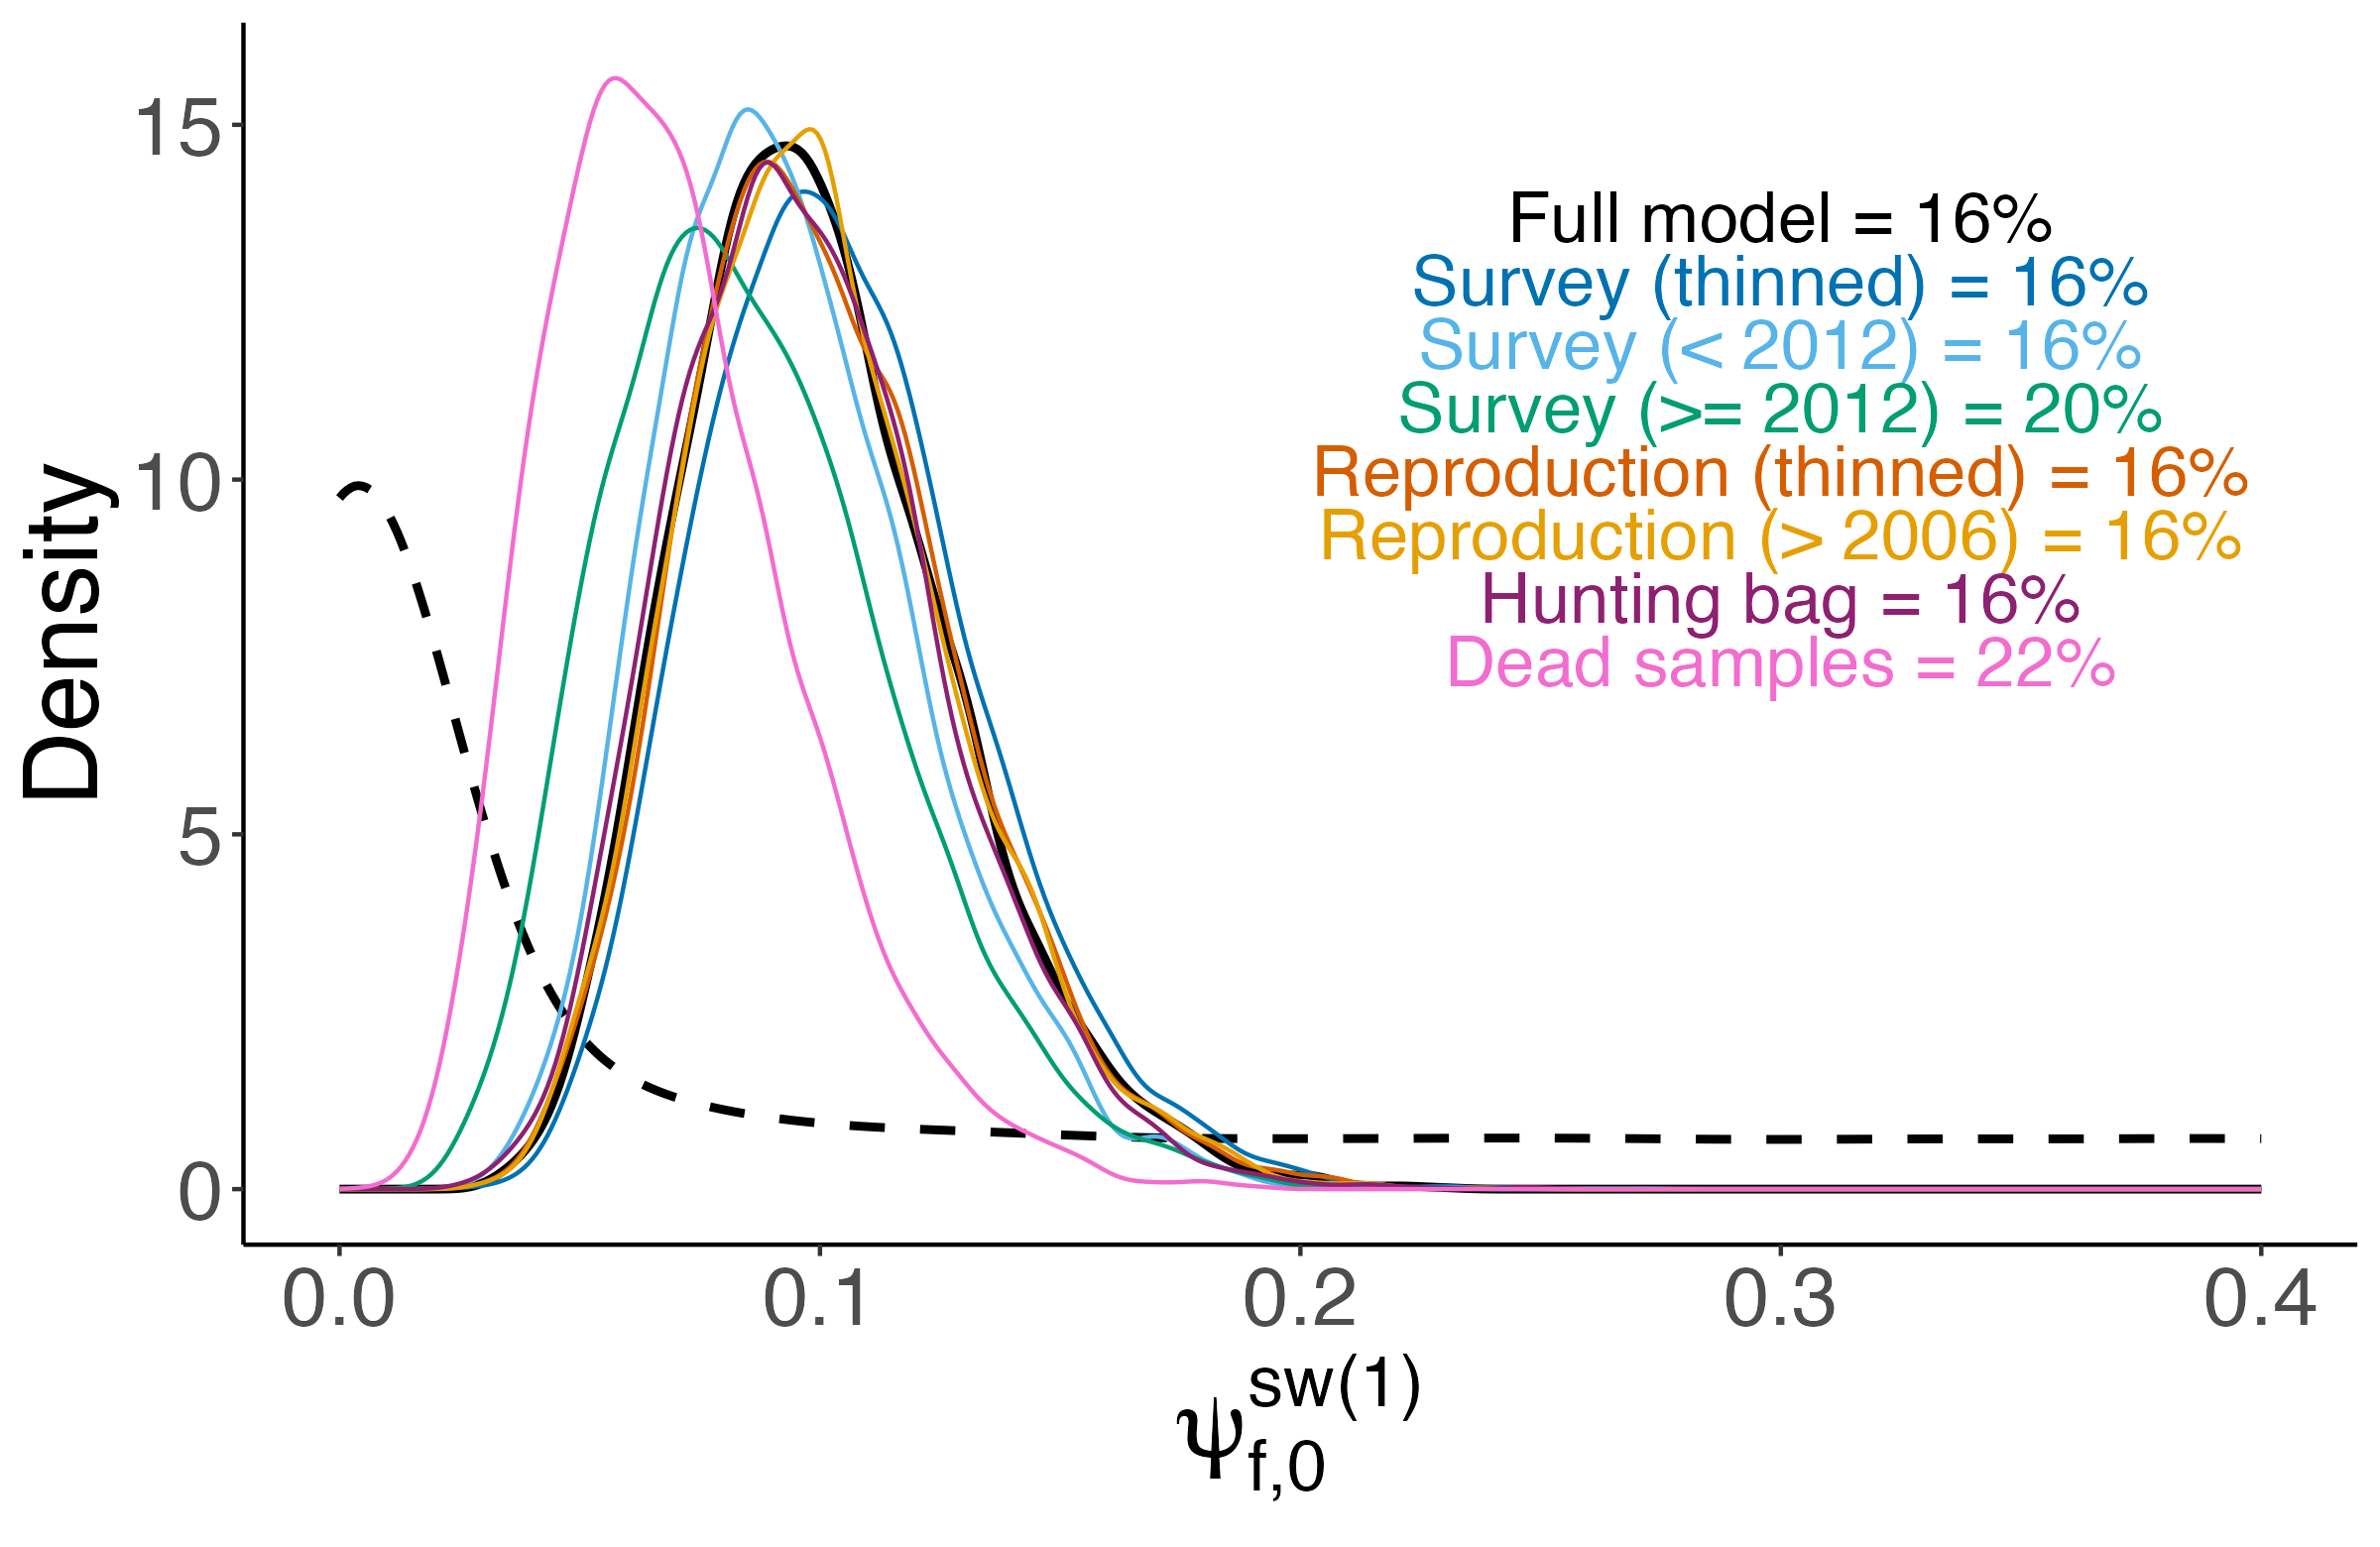 15
10
5
0
Density
Full model = 16%
Survey (thinned) = 16%
Survey (< 2012) = 16%
Survey (>= 2012) = 20%
Reproduction (thinned) = 16%
Reproduction (> 2006) = 16%
Hunting bag = 16%
Dead samples = 22%
0.0 0.1 0.2 0.3 0.4
ψ sw(1) f,0